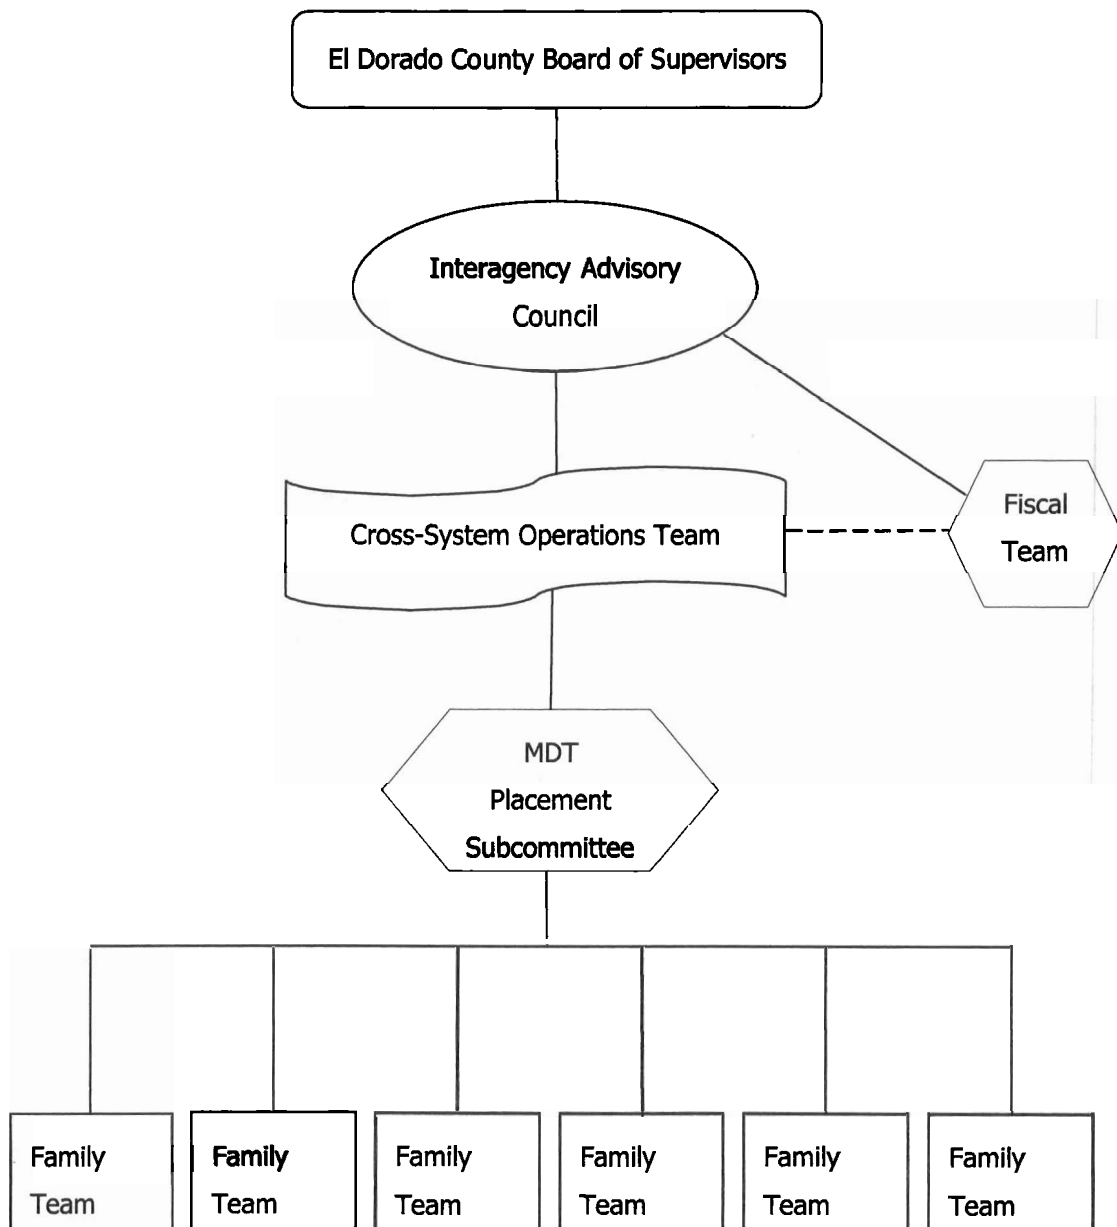 El Dorado County Board of Supervisors
Interagency Advisory
Council
Fiscal
Team
Cross-System Operations Team
MDT
Placement
Subcommittee
Family
Team
Family
Team
Family
Team
Family
Team
Family
Team
Family
Team